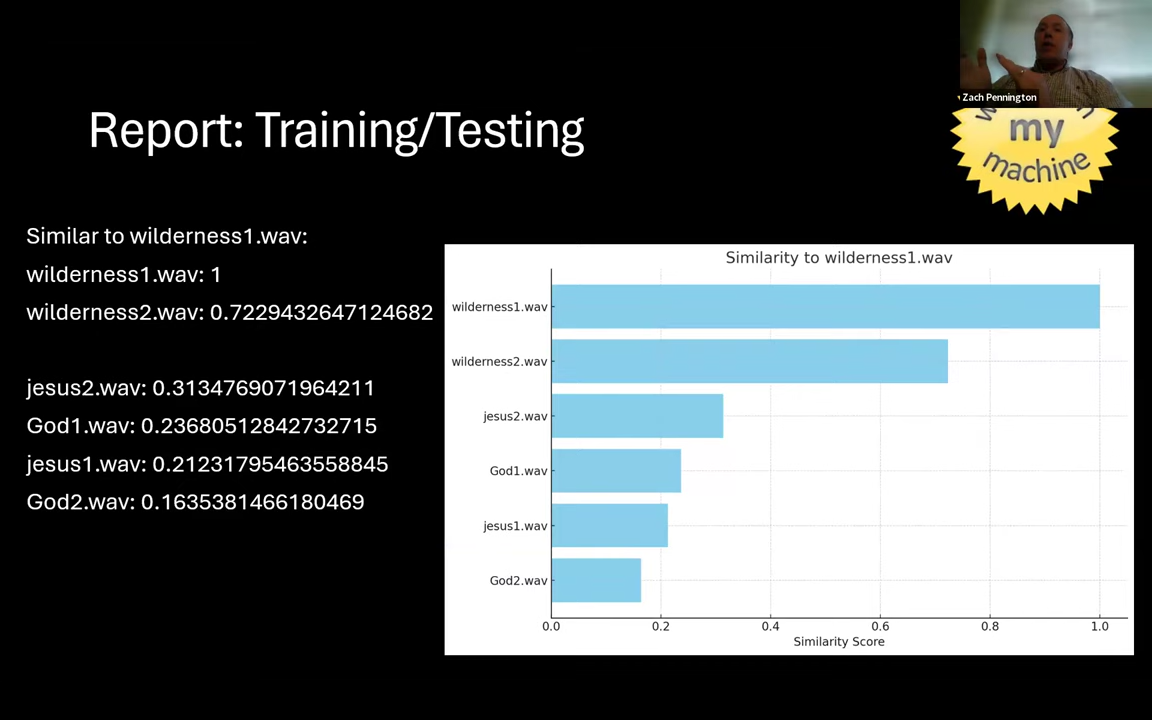 Zach Pennington
my
machine
Report: Training/Testing
Similar to wilderness1.wav:
wilderness1.wav: 1
wilderness2.wav: 0.7229432647124682
jesus2.wav: 0.3134769071964211
God1.wav: 0.23680512842732715
jesus1.wav: 0.21231795463558845
God2.wav: 0.1635381466180469
Similarity to wilderness1.wav
wilderness1.wav
wilderness2.wav
jesus2.wav
God1.wav
jesus1.wav
God2.wav
0.0 0.2 0.4 0.6 0.8 1.0
Similarity Score